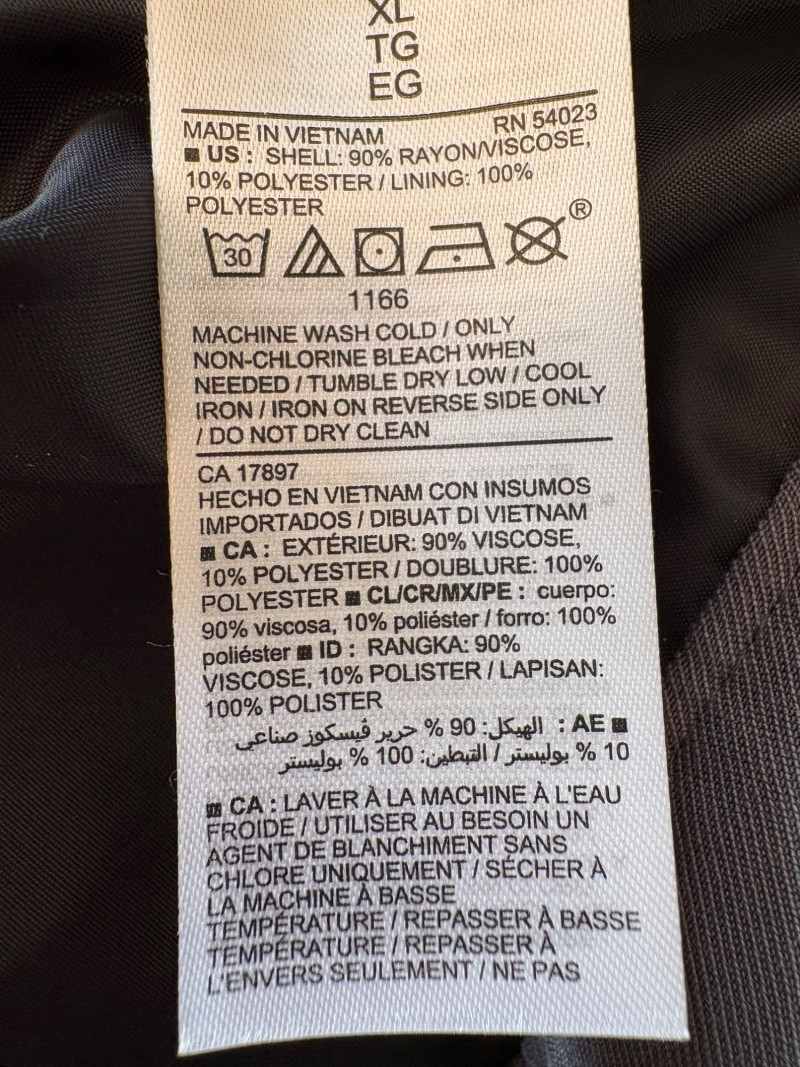 XL
TG
EG
MADE IN VIETNAM RN 54023
US : SHELL: 90% RAYON/VISCOSE,
10% POLYESTER / LINING: 100%
POLYESTER
30 ®
1166
MACHINE WASH COLD / ONLY
NON-CHLORINE BLEACH WHEN
NEEDED / TUMBLE DRY LOW / COOL
IRON / IRON ON REVERSE SIDE ONLY
/ DO NOT DRY CLEAN
CA 17897
HECHO EN VIETNAM CON INSUMOS
IMPORTADOS / DIBUAT DI VIETNAM
■ CA : EXTÉRIEUR: 90% VISCOSE,
10% POLYESTER / DOUBLURE: 100%
POLYESTER ■ CL/CR/MX/PE : cuerpo:
90% viscosa, 10% poliéster / forro: 100%
poliéster ■ ID : RANGKA: 90%
VISCOSE, 10% POLISTER / LAPISAN:
100% POLISTER
■ AE : الهيكل: 90 % حرير ڤيسكوز صناعي
10 % بوليستر / التبطين: 100 % بوليستر
■ CA : LAVER À LA MACHINE À L'EAU
FROIDE / UTILISER AU BESOIN UN
AGENT DE BLANCHIMENT SANS
CHLORE UNIQUEMENT / SÉCHER À
LA MACHINE À BASSE
TEMPÉRATURE / REPASSER À BASSE
TEMPÉRATURE / REPASSER À
L'ENVERS SEULEMENT / NE PAS